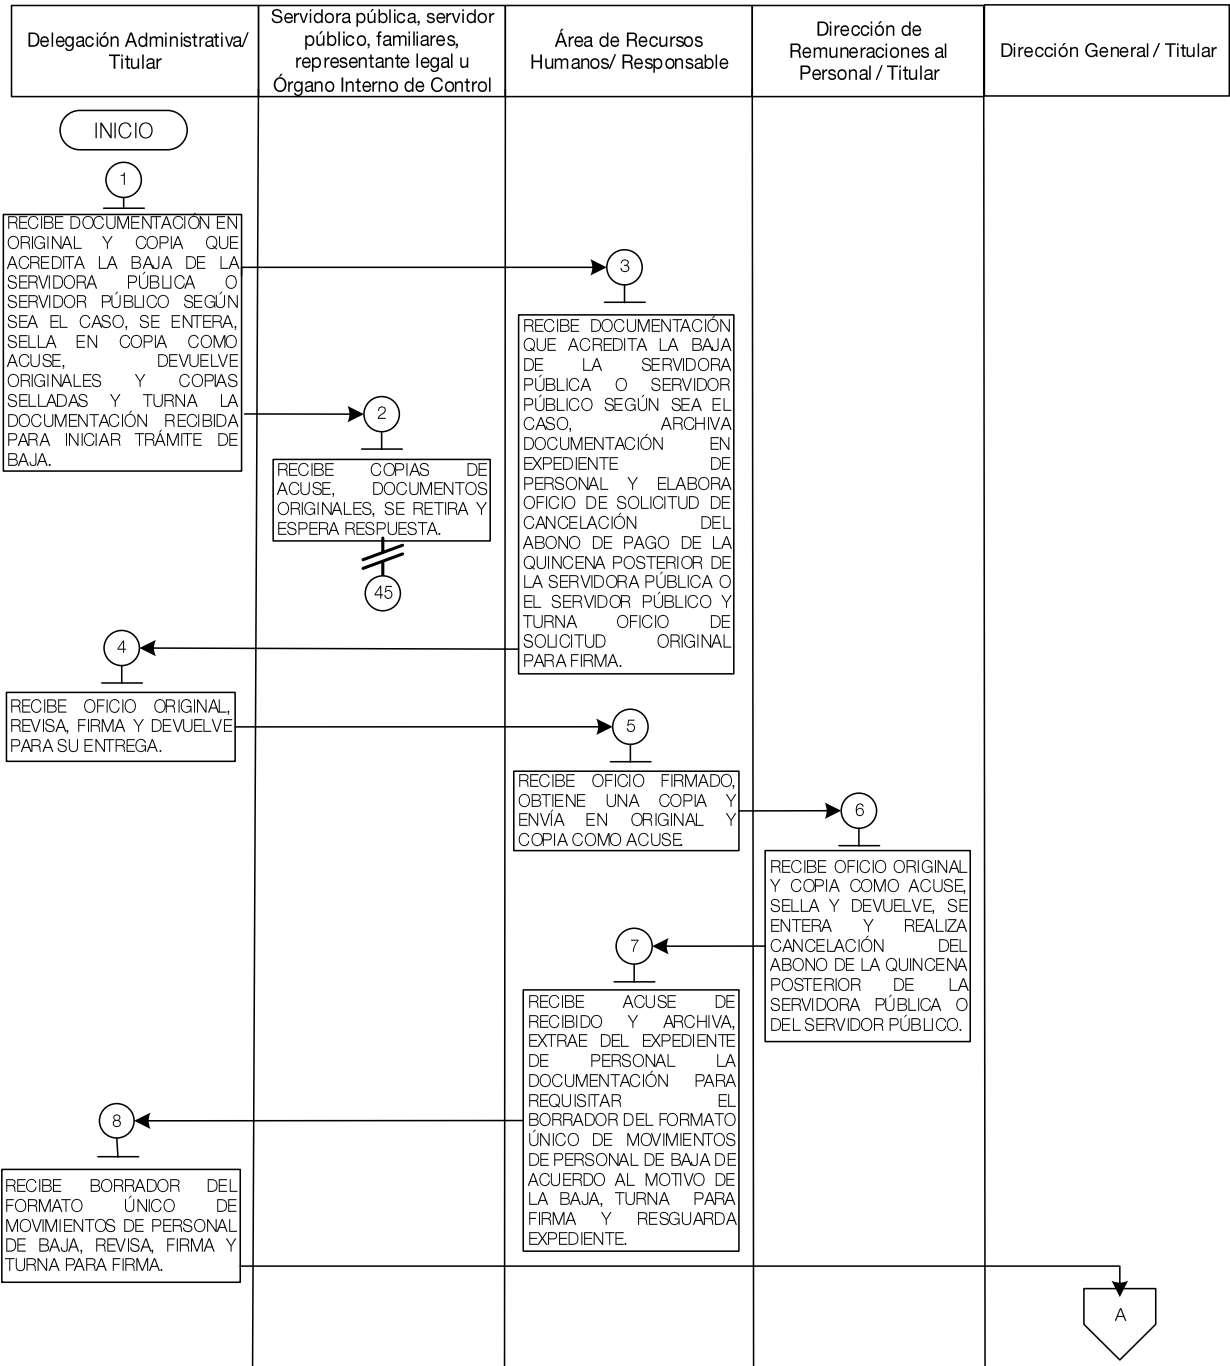 Delegación Administrativa/
Titular
Servidora pública, servidor
público, familiares,
representante legal u
Órgano Interno de Control
Área de Recursos
Humanos/ Responsable
Dirección de
Remuneraciones al
Personal / Titular
Dirección General / Titular
INICIO
1
RECIBE DOCUMENTACIÓN EN
ORIGINAL Y COPIA QUE
ACREDITA LA BAJA DE LA
SERVIDORA PÚBLICA O
SERVIDOR PÚBLICO SEGÚN
SEA EL CASO, SE ENTERA,
SELLA EN COPIA COMO
ACUSE, DEVUELVE
ORIGINALES Y COPIAS
SELLADAS Y TURNA LA
DOCUMENTACIÓN RECIBIDA
PARA INICIAR TRÁMITE DE
BAJA.
2
RECIBE COPIAS DE
ACUSE, DOCUMENTOS
ORIGINALES, SE RETIRA Y
ESPERA RESPUESTA.
45
3
RECIBE DOCUMENTACIÓN
QUE ACREDITA LA BAJA
DE LA SERVIDORA
PÚBLICA O SERVIDOR
PÚBLICO SEGÚN SEA EL
CASO, ARCHIVA
DOCUMENTACIÓN EN
EXPEDIENTE DE
PERSONAL Y ELABORA
OFICIO DE SOLICITUD DE
CANCELACIÓN DEL
ABONO DE PAGO DE LA
QUINCENA POSTERIOR DE
LA SERVIDORA PÚBLICA O
EL SERVIDOR PÚBLICO Y
TURNA OFICIO DE
SOLICITUD ORIGINAL
PARA FIRMA.
4
RECIBE OFICIO ORIGINAL,
REVISA, FIRMA Y DEVUELVE
PARA SU ENTREGA.
5
RECIBE OFICIO FIRMADO,
OBTIENE UNA COPIA Y
ENVÍA EN ORIGINAL Y
COPIA COMO ACUSE.
6
RECIBE OFICIO ORIGINAL
Y COPIA COMO ACUSE,
SELLA Y DEVUELVE, SE
ENTERA Y REALIZA
CANCELACIÓN DEL
ABONO DE LA QUINCENA
POSTERIOR DE LA
SERVIDORA PÚBLICA O
DEL SERVIDOR PÚBLICO.
7
RECIBE ACUSE DE
RECIBIDO Y ARCHIVA,
EXTRAE DEL EXPEDIENTE
DE PERSONAL LA
DOCUMENTACIÓN PARA
REQUISITAR EL
BORRADOR DEL FORMATO
ÚNICO DE MOVIMIENTOS
DE PERSONAL DE BAJA DE
ACUERDO AL MOTIVO DE
LA BAJA, TURNA PARA
FIRMA Y RESGUARDA
EXPEDIENTE.
8
RECIBE BORRADOR DEL
FORMATO ÚNICO DE
MOVIMIENTOS DE PERSONAL
DE BAJA, REVISA, FIRMA Y
TURNA PARA FIRMA.
A